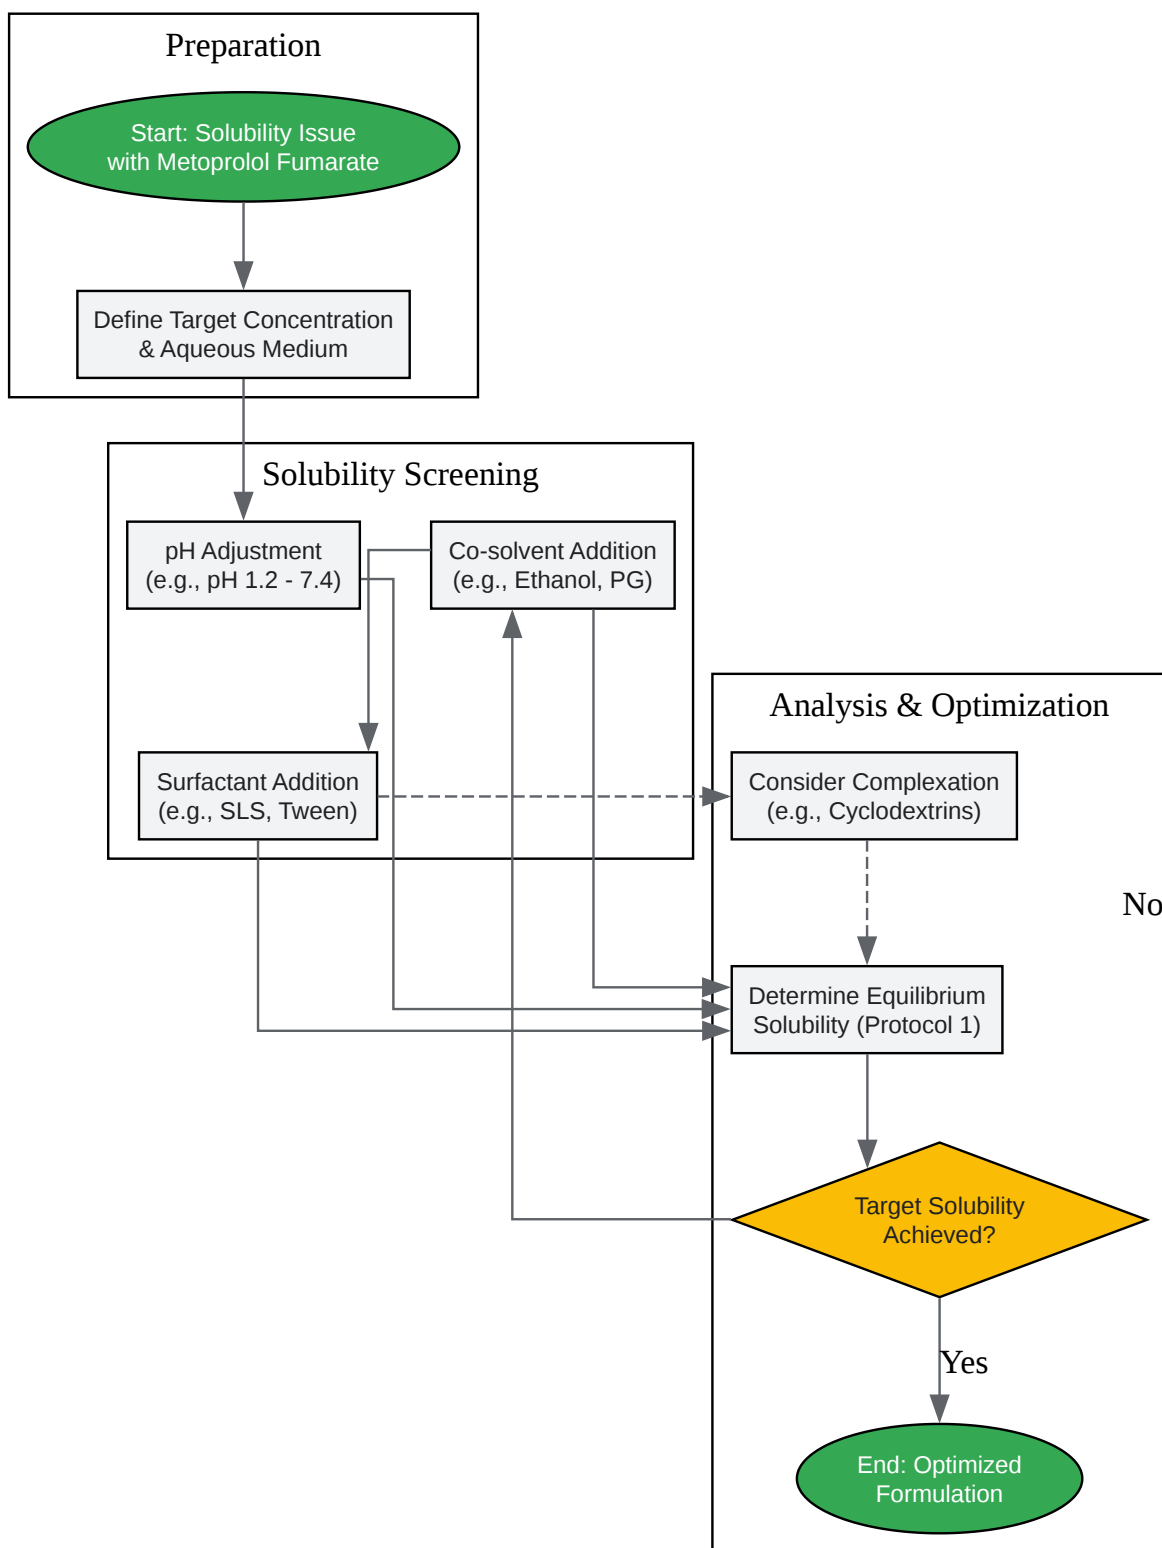 Preparation
Start: Solubility Issue
with Metoprolol Fumarate
Define Target Concentration
& Aqueous Medium
Solubility Screening
pH Adjustment
(e.g., pH 1.2 - 7.4)
Co-solvent Addition
(e.g., Ethanol, PG)
Surfactant Addition
(e.g., SLS, Tween)
Analysis & Optimization
Consider Complexation
(e.g., Cyclodextrins)
No
Determine Equilibrium
Solubility (Protocol 1)
Target Solubility
Achieved?
Yes
End: Optimized
Formulation